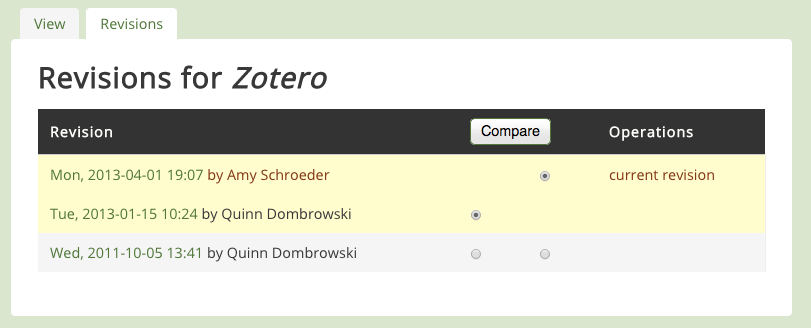 View Revisions
Revisions for Zotero
Revision Compare Operations
Mon, 2013-04-01 19:07 by Amy Schroeder current revision
Tue, 2013-01-15 10:24 by Quinn Dombrowski
Wed, 2011-10-05 13:41 by Quinn Dombrowski